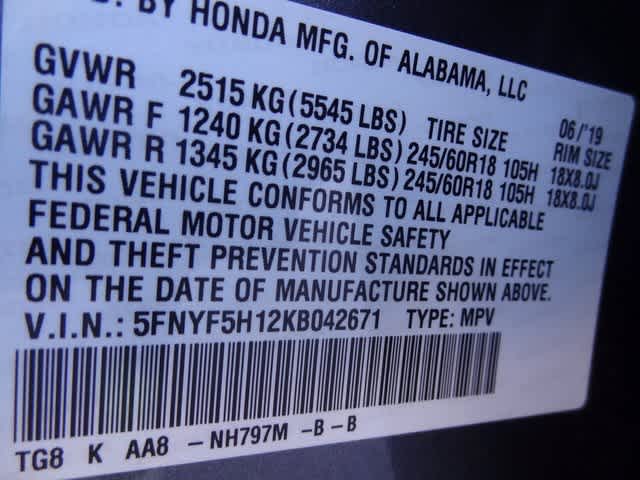 BY HONDA MFG. OF ALABAMA, LLC
GVWR 2515 KG (5545 LBS) TIRE SIZE 06/'19 RIM SIZE
GAWR F 1240 KG (2734 LBS) 245/60R18 105H 18X8.0J
GAWR R 1345 KG (2965 LBS) 245/60R18 105H 18X8.0J
THIS VEHICLE CONFORMS TO ALL APPLICABLE
FEDERAL MOTOR VEHICLE SAFETY
AND THEFT PREVENTION STANDARDS IN EFFECT
ON THE DATE OF MANUFACTURE SHOWN ABOVE.
V.I.N.: 5FNYF5H12KB042671 TYPE: MPV
TG8 K AA8 - NH797M - B - B